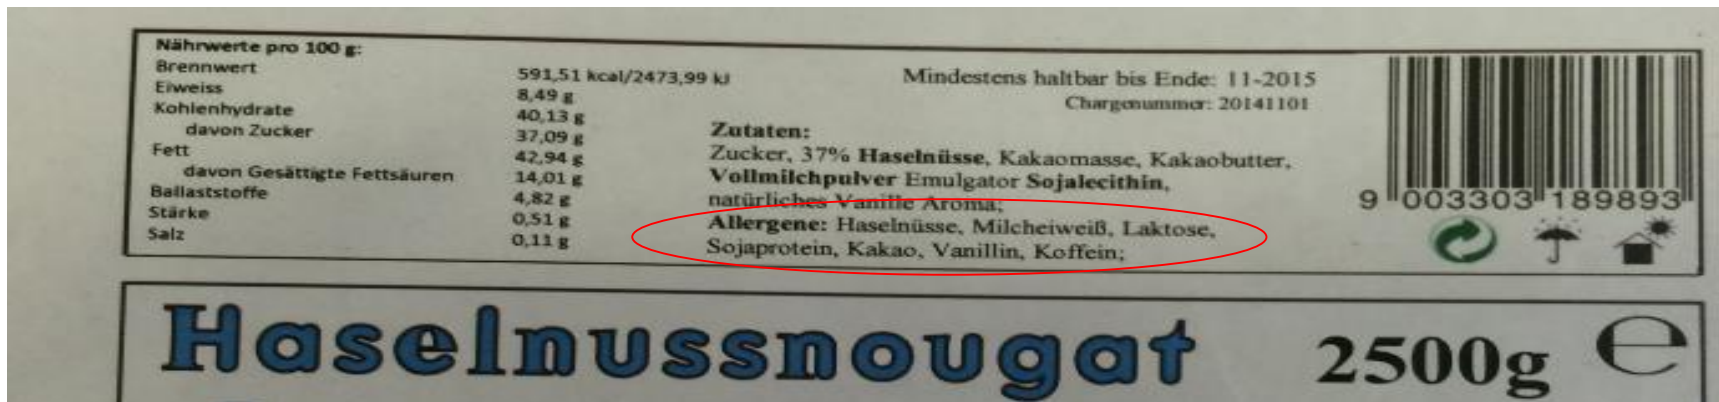 Nährwerte pro 100 g:
Brennwert 591,51 kcal/2473,99 kJ
Eiweiss 8,49 g
Kohlenhydrate 40,13 g
davon Zucker 37,09 g
Fett 42,94 g
davon Gesättigte Fettsäuren 14,01 g
Ballaststoffe 4,82 g
Stärke 0,51 g
Salz 0,11 g
Mindestens haltbar bis Ende: 11-2015
Chargenummer: 20141101
Zutaten:
Zucker, 37% Haselnüsse, Kakaomasse, Kakaobutter,
Vollmilchpulver Emulgator Sojalecithin,
natürliches Vanille Aroma;
Allergene: Haselnüsse, Milcheiweiß, Laktose,
Sojaprotein, Kakao, Vanillin, Koffein;
9 003303 189893
Haselnussnougat 2500g e